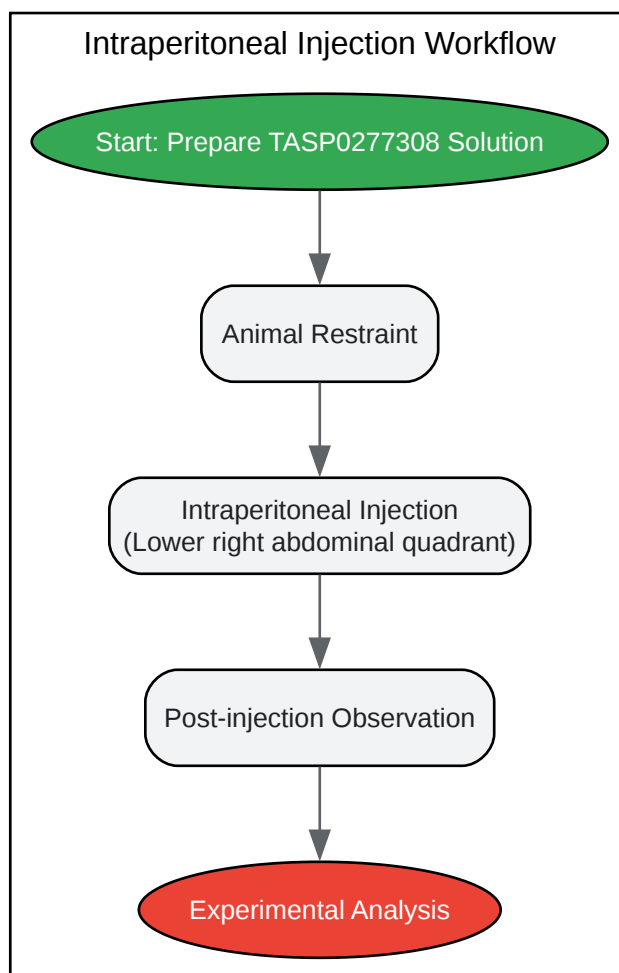 Intraperitoneal Injection Workflow
Start: Prepare TASP0277308 Solution
Animal Restraint
Intraperitoneal Injection
(Lower right abdominal quadrant)
Post-injection Observation
Experimental Analysis